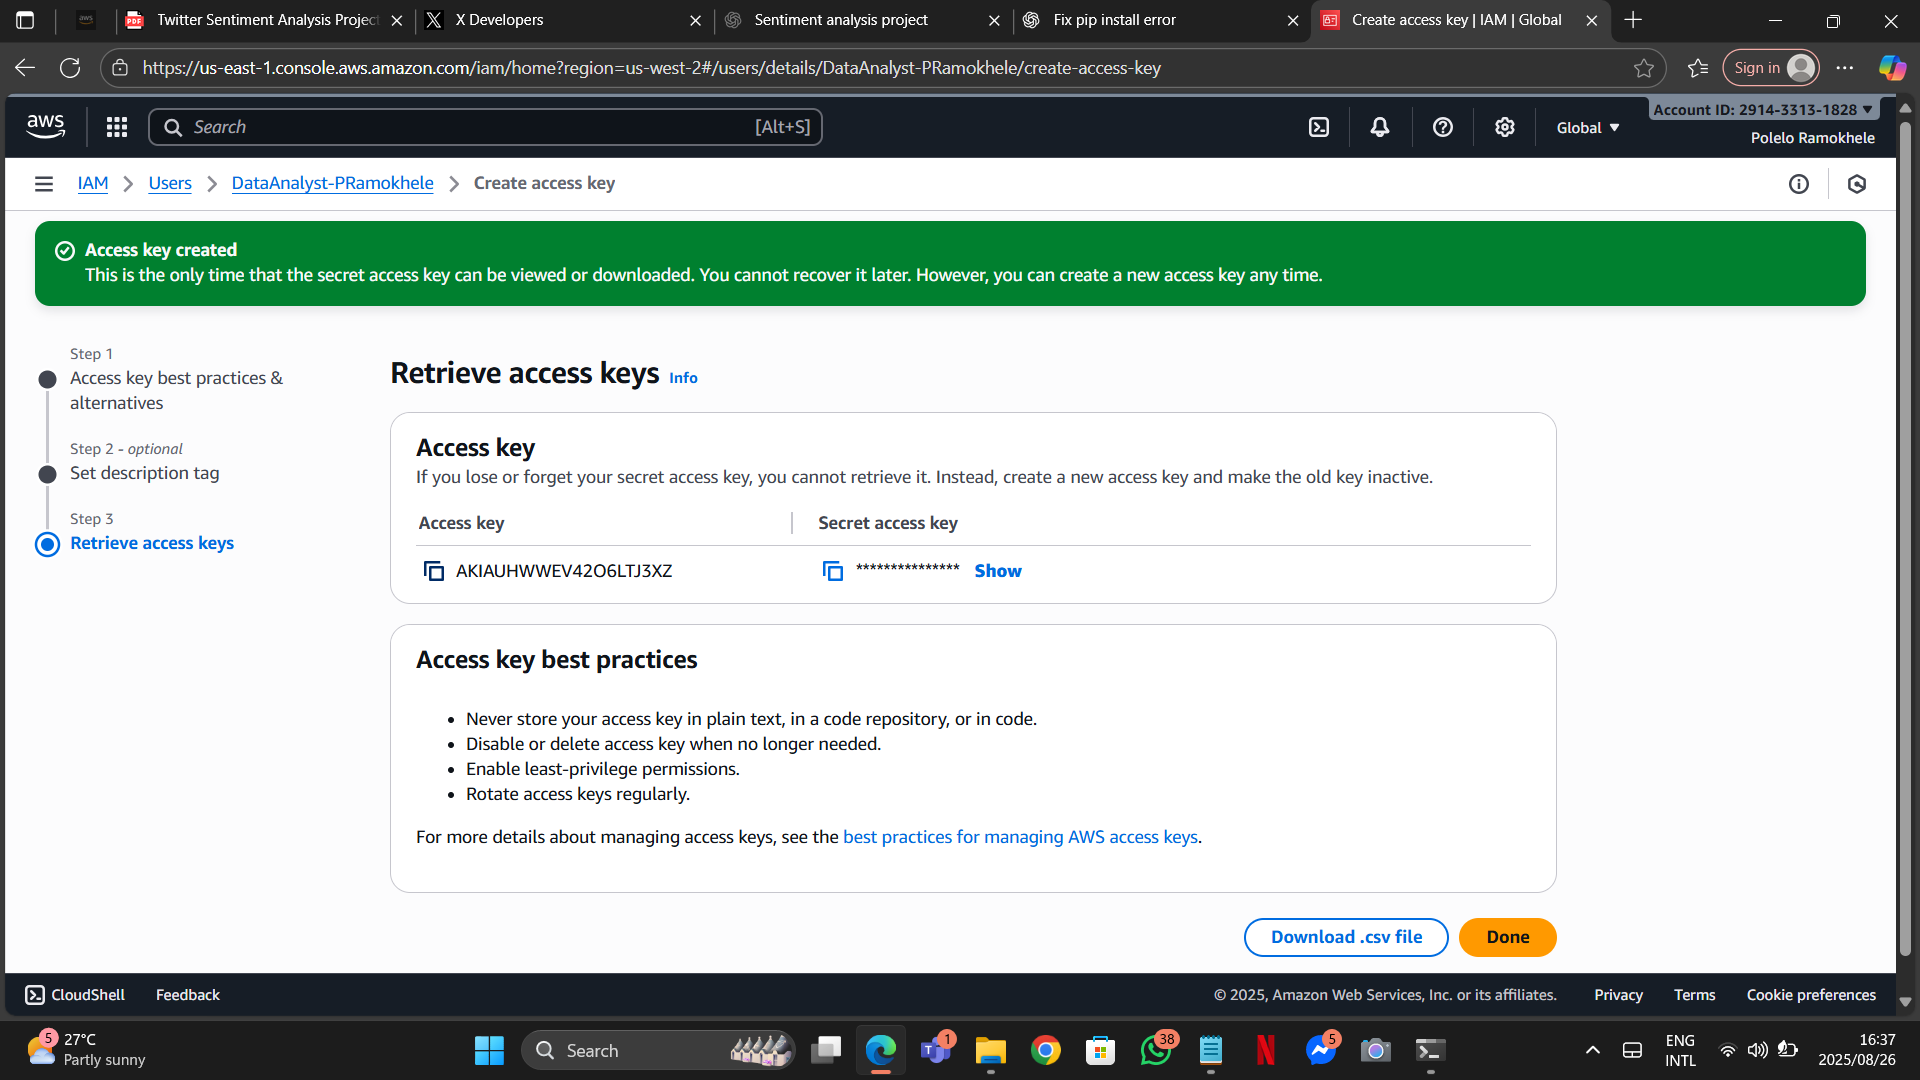 aws
PDF
Twitter Sentiment Analysis Project
X Developers
Sentiment analysis project
Fix pip install error
Create access key | IAM | Global
https://us-east-1.console.aws.amazon.com/iam/home?region=us-west-2#/users/details/DataAnalyst-PRamokhele/create-access-key
Sign in
aws
Search
[Alt+S]
Global
Account ID: 2914-3313-1828
Polelo Ramokhele
IAM
Users
DataAnalyst-PRamokhele
Create access key
Access key created
This is the only time that the secret access key can be viewed or downloaded. You cannot recover it later. However, you can create a new access key any time.
Step 1
Access key best practices &
alternatives
Step 2 - optional
Set description tag
Step 3
Retrieve access keys
Retrieve access keys Info
Access key
If you lose or forget your secret access key, you cannot retrieve it. Instead, create a new access key and make the old key inactive.
Access key
Secret access key
AKIAUHWWEV42O6LTJ3XZ
*************** Show
Access key best practices
• Never store your access key in plain text, in a code repository, or in code.
• Disable or delete access key when no longer needed.
• Enable least-privilege permissions.
• Rotate access keys regularly.
For more details about managing access keys, see the best practices for managing AWS access keys.
Download .csv file
Done
CloudShell
Feedback
© 2025, Amazon Web Services, Inc. or its affiliates.
Privacy
Terms
Cookie preferences
5
27°C
Partly sunny
Search
1
38
5
ENG
INTL
16:37
2025/08/26